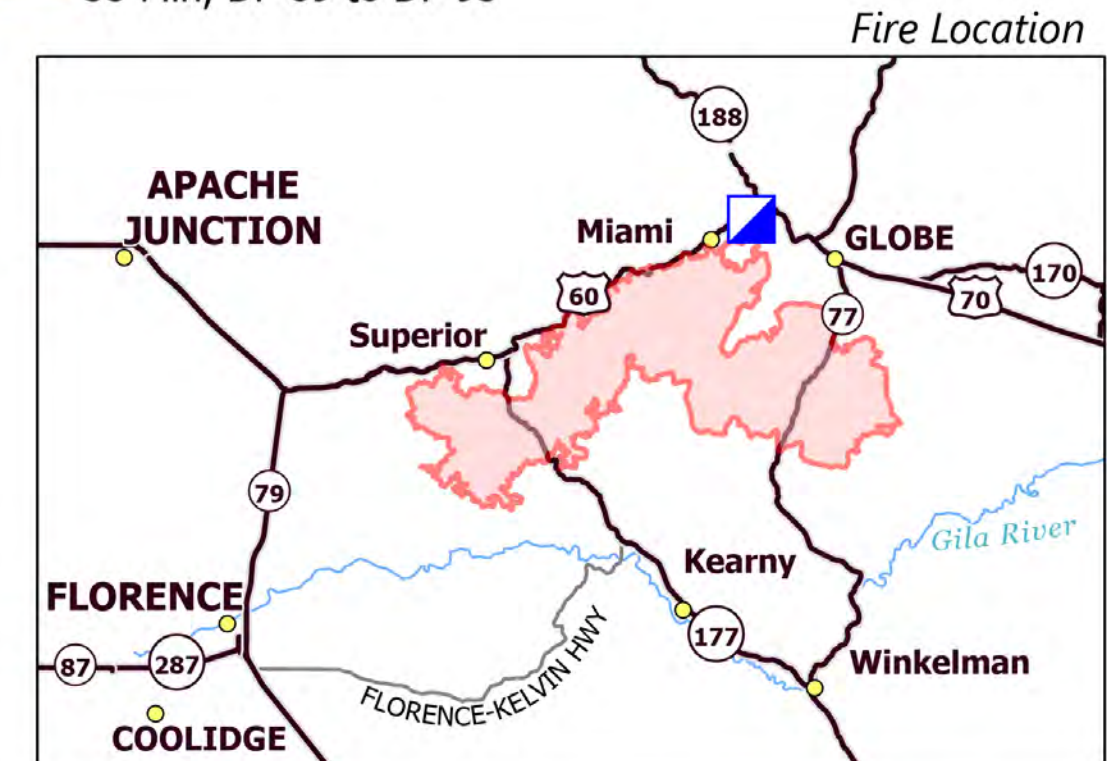 Fire Location
188
APACHE
JUNCTION
Miami
GLOBE
170
60
70
77
Superior
79
Gila River
Kearny
FLORENCE
177
87
287
FLORENCE-KELVIN HWY
Winkelman
COOLIDGE